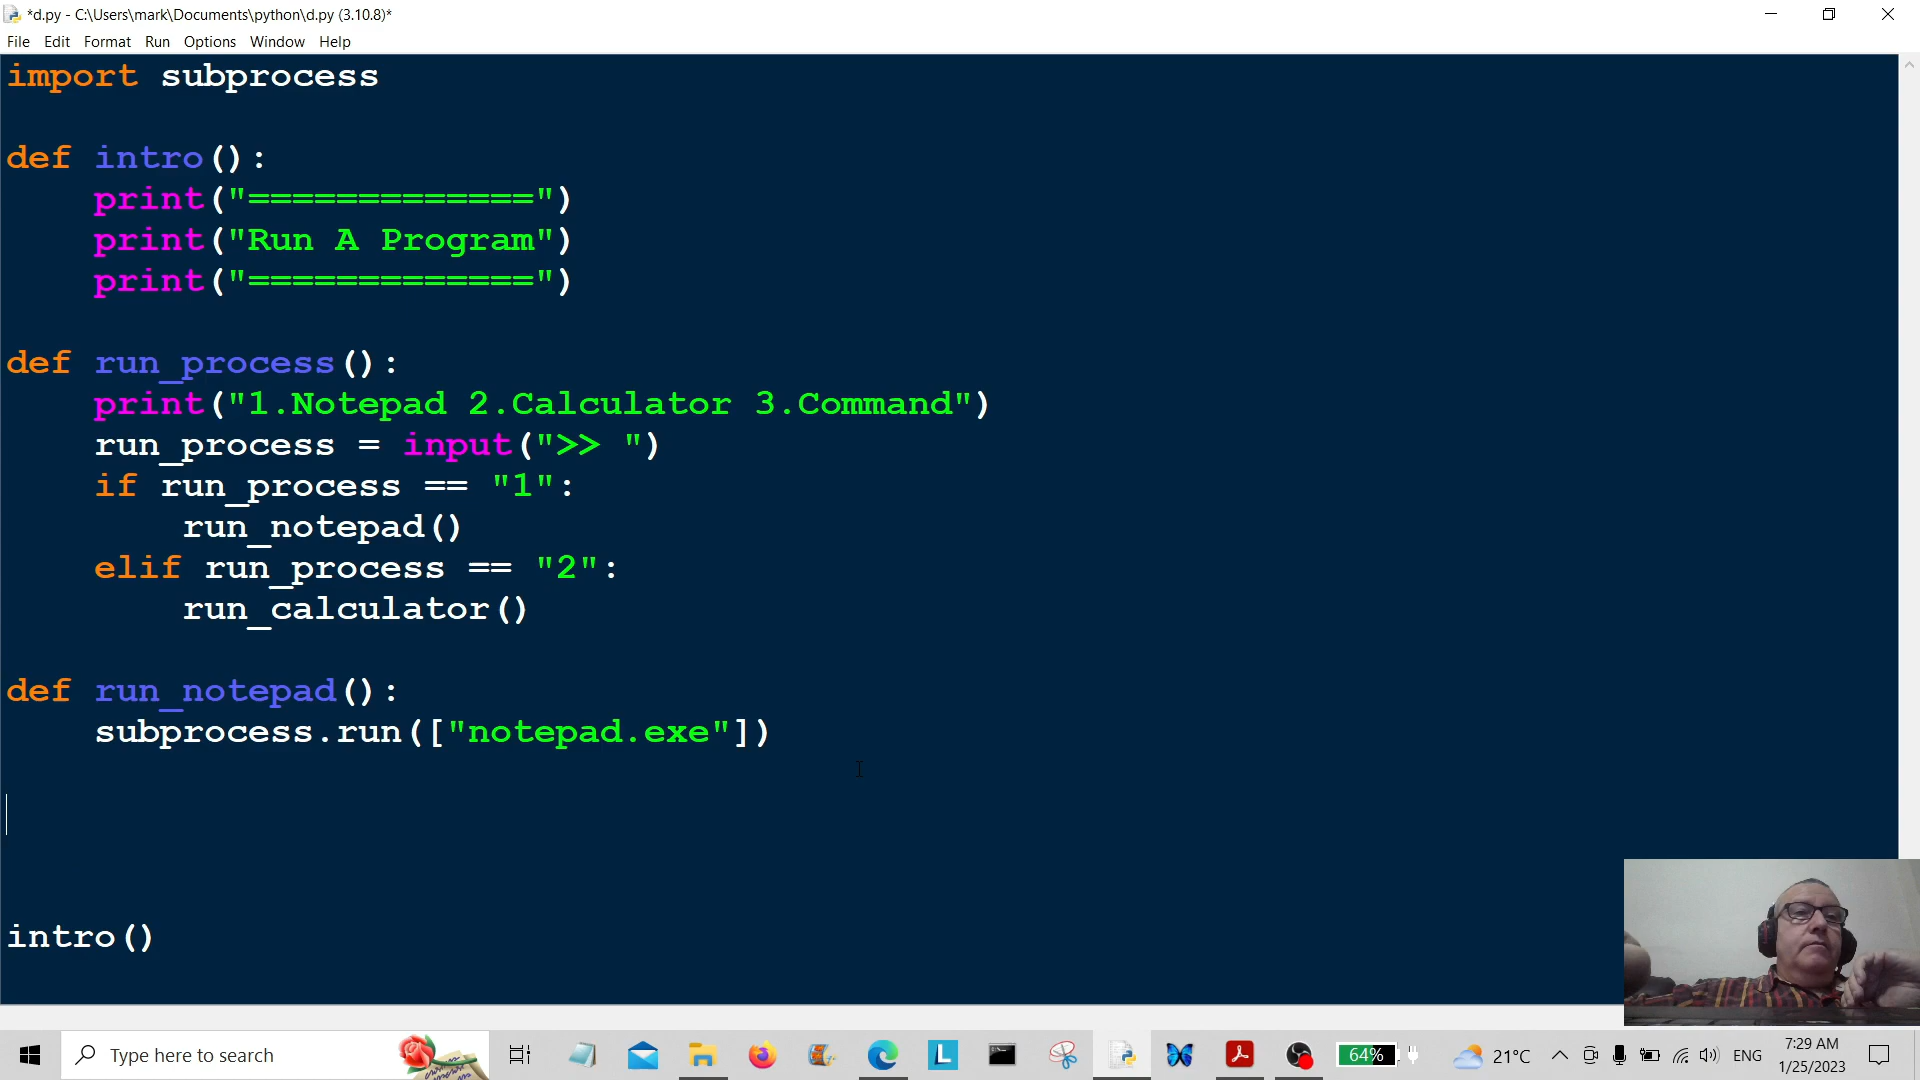 *d.py - C:\Users\mark\Documents\python\d.py (3.10.8)*
File Edit Format Run Options Window Help
import subprocess
def intro():
    print("=============")
    print("Run A Program")
    print("=============")
def run_process():
    print("1.Notepad 2.Calculator 3.Command")
    run_process = input(">> ")
    if run_process == "1":
        run_notepad()
    elif run_process == "2":
        run_calculator()
def run_notepad():
    subprocess.run(["notepad.exe"])
intro()
Type here to search
L
64%
21°C
ENG
7:29 AM
1/25/2023